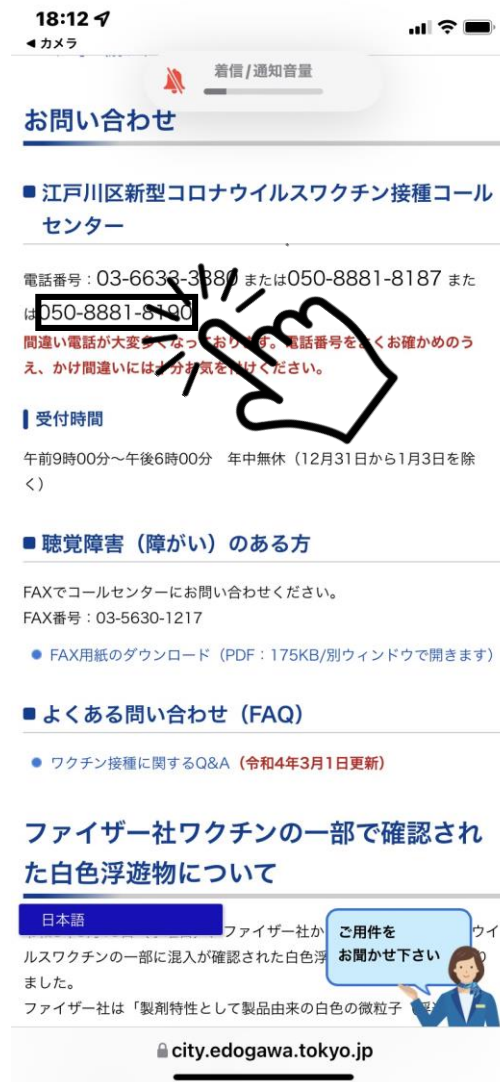 18:12
◀ カメラ
着信/通知音量
お問い合わせ
■ 江戸川区新型コロナウイルスワクチン接種コール
センター
電話番号：03-6633-3880 または050-8881-8187 また
は050-8881-8190
間違い電話が大変多くなっております。電話番号をよくお確かめのう
え、かけ間違いには十分お気を付けください。
受付時間
午前9時00分～午後6時00分　年中無休（12月31日から1月3日を除
く）
■ 聴覚障害（障がい）のある方
FAXでコールセンターにお問い合わせください。
FAX番号：03-5630-1217
● FAX用紙のダウンロード（PDF：175KB/別ウィンドウで開きます）
■ よくある問い合わせ（FAQ）
● ワクチン接種に関するQ&A（令和4年3月1日更新）
ファイザー社ワクチンの一部で確認され
た白色浮遊物について
日本語
ファイザー社か
ウイ
ご用件を
お聞かせ下さい
ルスワクチンの一部に混入が確認された白色浮
ました。
ファイザー社は「製剤特性として製品由来の白色の微粒子
city.edogawa.tokyo.jp